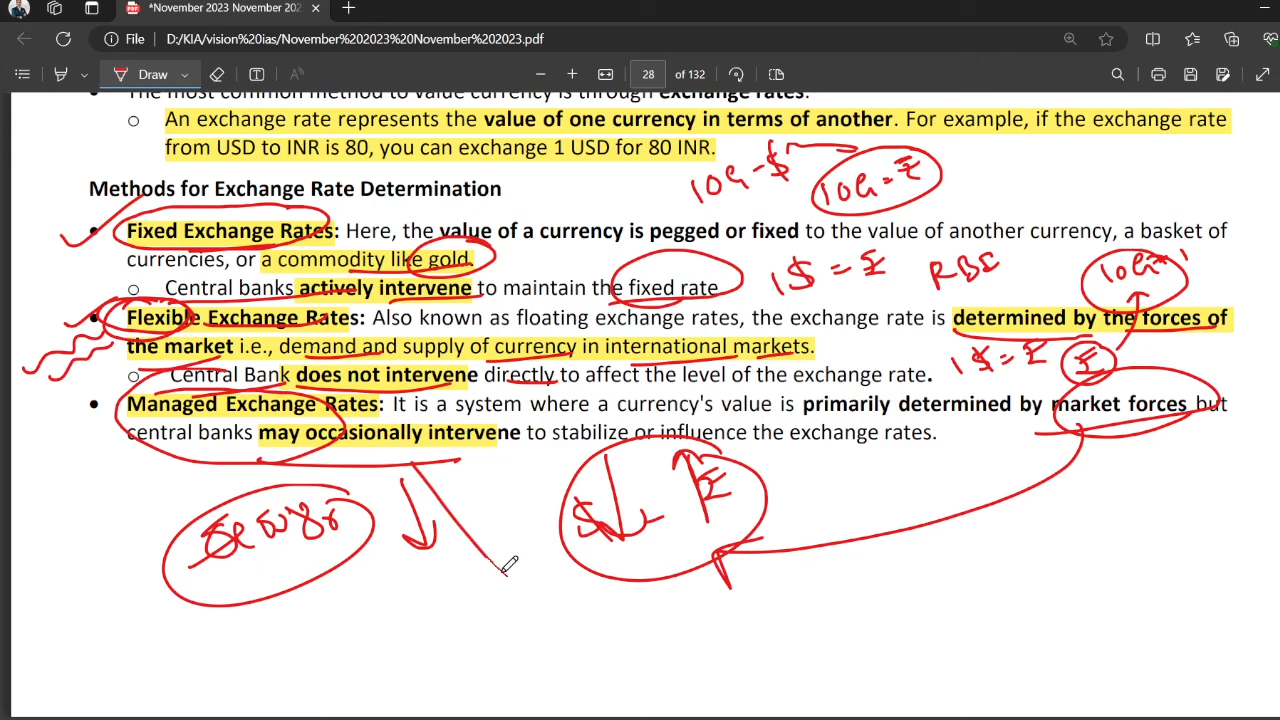 *November 2023 November 202
File D:/KIA/vision%20ias/November%202023%20November%202023.pdf
Draw 28 of 132
The most common method to value currency is through exchange rates.
An exchange rate represents the value of one currency in terms of another. For example, if the exchange rate
from USD to INR is 80, you can exchange 1 USD for 80 INR.
10G - $ 10G = ₹
Methods for Exchange Rate Determination
Fixed Exchange Rates: Here, the value of a currency is pegged or fixed to the value of another currency, a basket of
currencies, or a commodity like gold.
1$ = ₹ RBI
Central banks actively intervene to maintain the fixed rate
Flexible Exchange Rates: Also known as floating exchange rates, the exchange rate is determined by the forces of
the market i.e., demand and supply of currency in international markets.
1$ = ₹ ₹
Central Bank does not intervene directly to affect the level of the exchange rate.
Managed Exchange Rates: It is a system where a currency's value is primarily determined by market forces but
central banks may occasionally intervene to stabilize or influence the exchange rates.
$ ₹